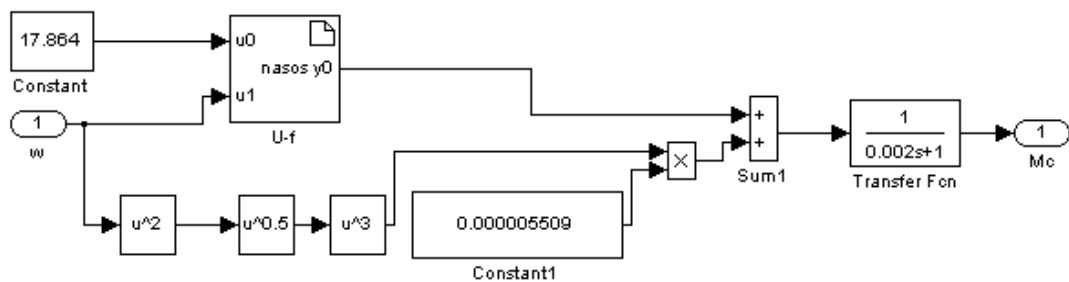 17.864
Constant
u0
nasos y0
u1
U-f
1
w
u^2
u^0.5
u^3
0.000005509
Constant1
×
+
+
Sum1
1
0.002s+1
Transfer Fcn
1
Mc